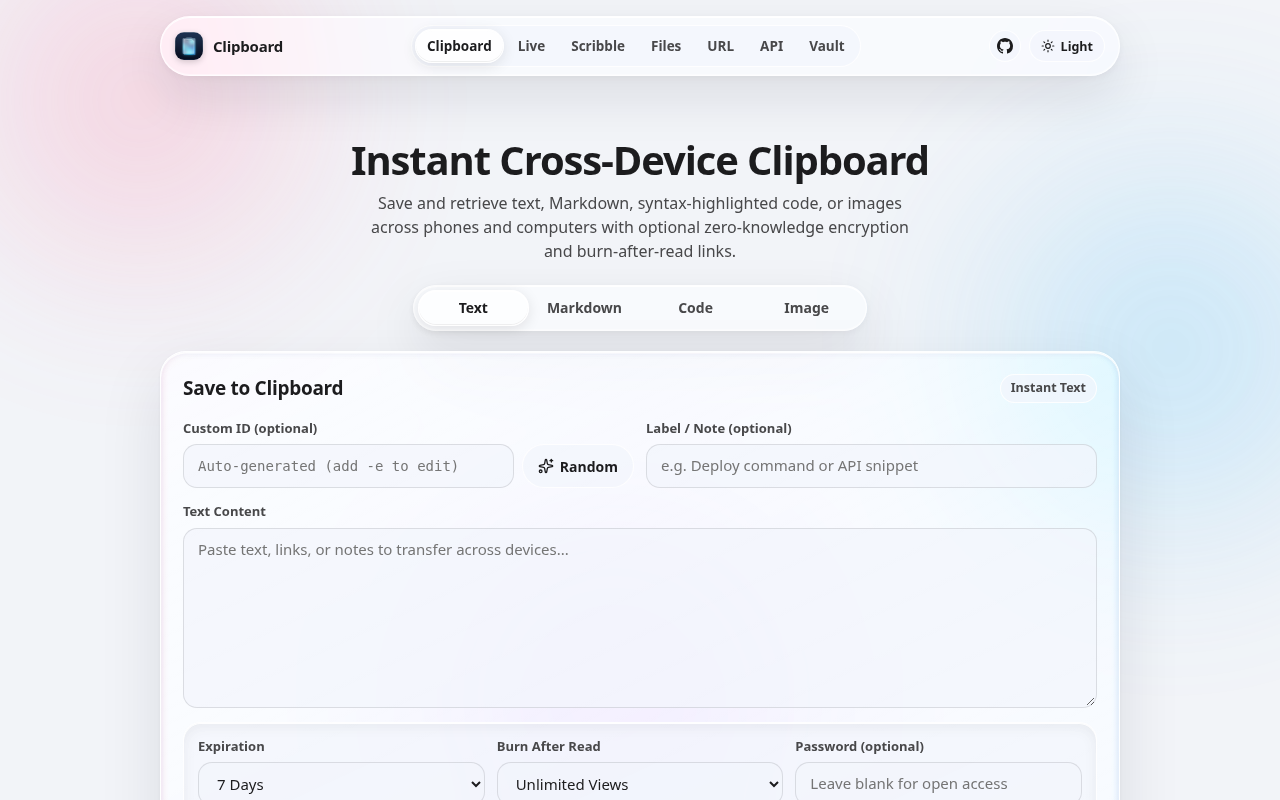 Clipboard
Clipboard Live Scribble Files URL API Vault
Light
Instant Cross-Device Clipboard
Save and retrieve text, Markdown, syntax-highlighted code, or images
across phones and computers with optional zero-knowledge encryption
and burn-after-read links.
Text Markdown Code Image
Save to Clipboard
Instant Text
Custom ID (optional)
Label / Note (optional)
Auto-generated (add -e to edit)
Random
e.g. Deploy command or API snippet
Text Content
Paste text, links, or notes to transfer across devices...
Expiration Burn After Read Password (optional)
7 Days Unlimited Views Leave blank for open access